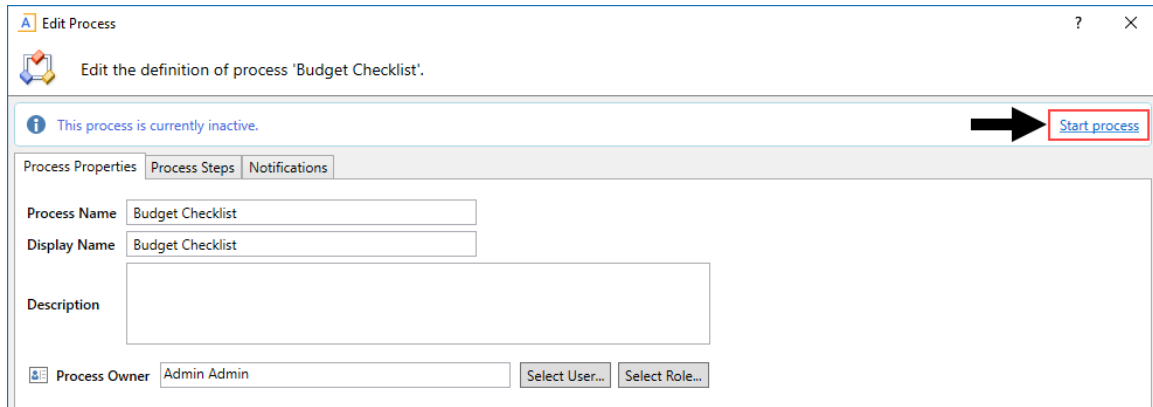 A Edit Process ?
Edit the definition of process 'Budget Checklist'.
This process is currently inactive. Start process
Process Properties Process Steps Notifications
Process Name Budget Checklist
Display Name Budget Checklist
Description
Process Owner Admin Admin Select User... Select Role...